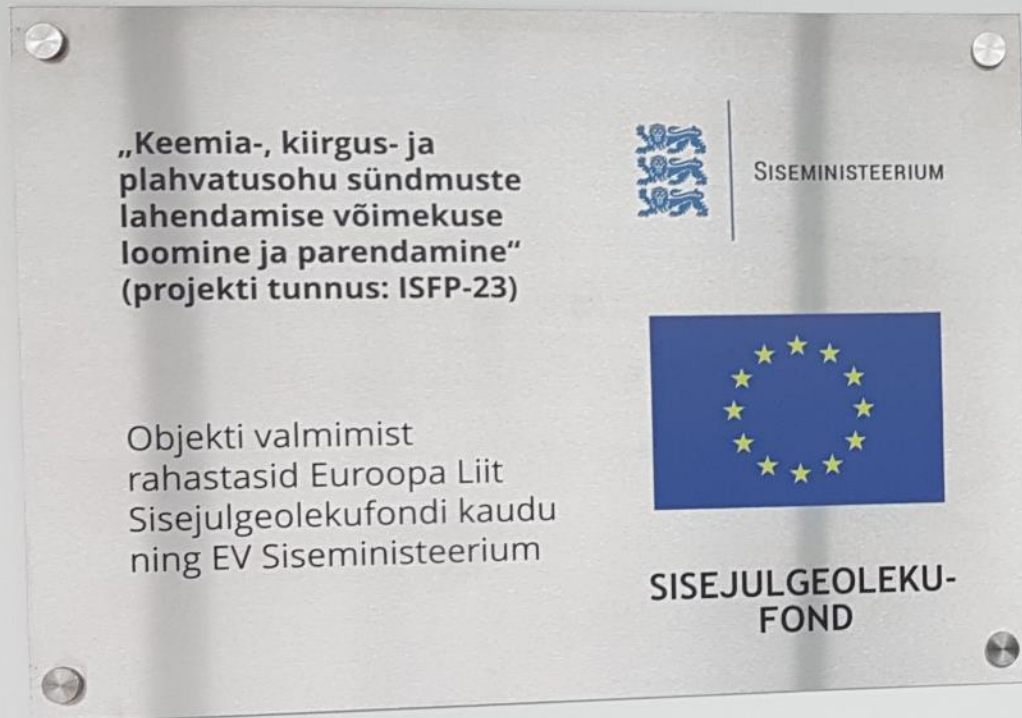 „Keemia-, kiirgus- ja
plahvatusohu sündmuste
lahendamise võimekuse
loomine ja parendamine“
(projekti tunnus: ISFP-23)
SISEMINISTEERIUM
Objekti valmimist
rahastasid Euroopa Liit
Sisejulgeolekufondi kaudu
ning EV Siseministeerium
SISEJULGEOLEKU-
FOND